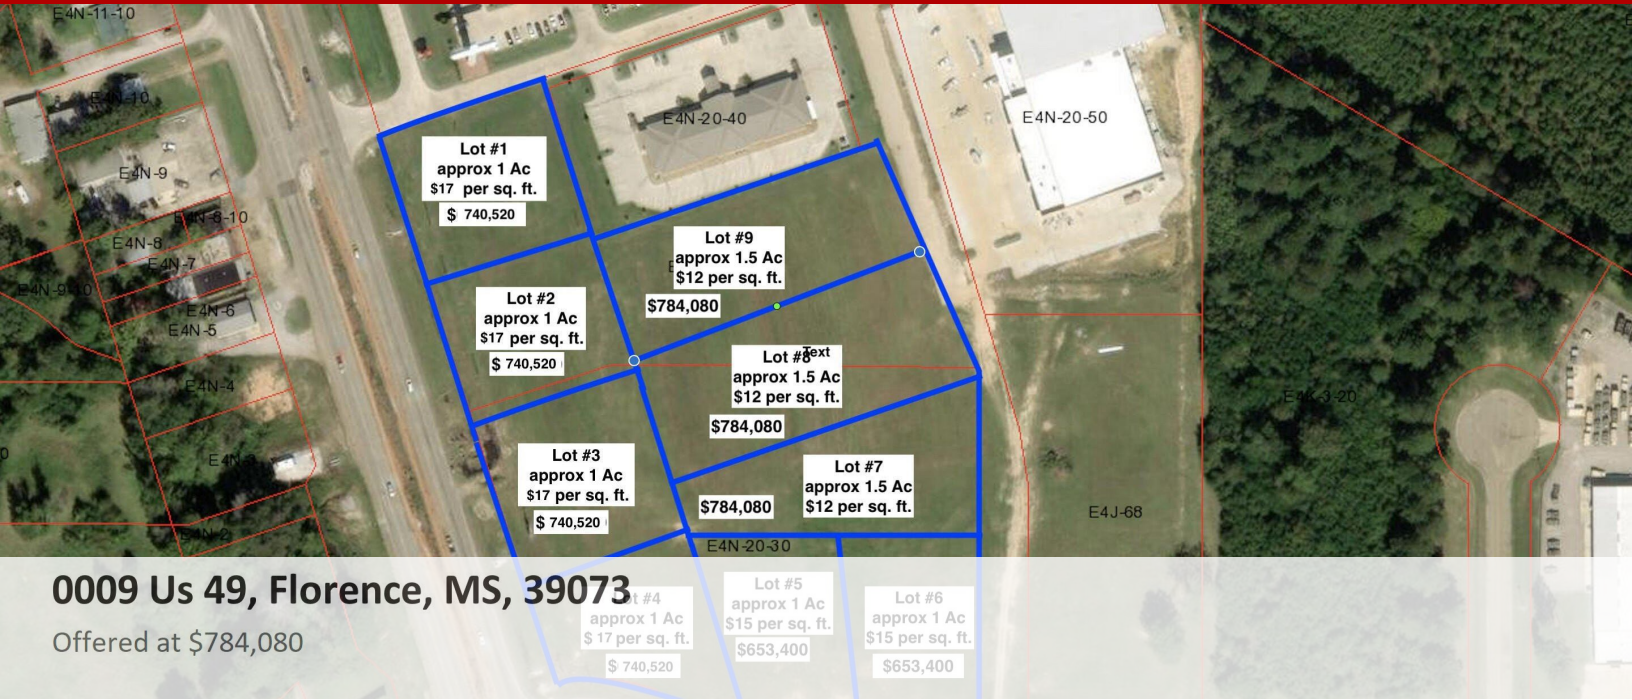 E4N-11-10
E4N-10
E4N-9
E4N-8-10
E4N-8
E4N-7
E4N-9-10
E4N-6
E4N-5
E4N-4
E4N-2
E4N-20-40
E4N-20-50
Lot #1
approx 1 Ac
$17 per sq. ft.
$ 740,520
Lot #9
approx 1.5 Ac
$12 per sq. ft.
$784,080
Lot #2
approx 1 Ac
$17 per sq. ft.
$ 740,520
Text
Lot #8
approx 1.5 Ac
$12 per sq. ft.
$784,080
Lot #3
approx 1 Ac
$17 per sq. ft.
$ 740,520
Lot #7
approx 1.5 Ac
$12 per sq. ft.
$784,080
E4N-20-30
E4J-68
0009 Us 49, Florence, MS, 39073
Offered at $784,080
Lot #4
approx 1 Ac
$ 17 per sq. ft.
$ 740,520
Lot #5
approx 1 Ac
$15 per sq. ft.
$653,400
Lot #6
approx 1 Ac
$15 per sq. ft.
$653,400